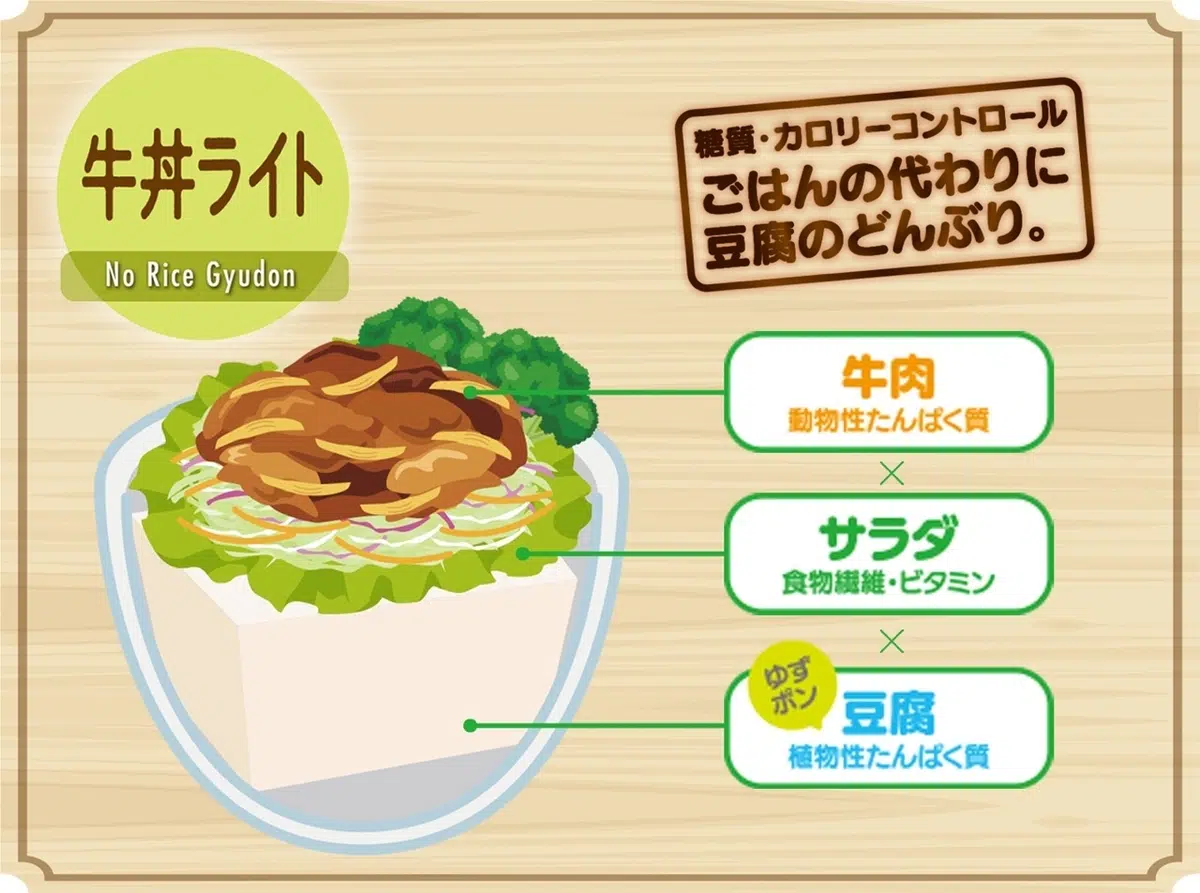 牛丼ライト
No Rice Gyudon
糖質・カロリーコントロール
ごはんの代わりに
豆腐のどんぶり。
牛肉
動物性たんぱく質
×
サラダ
食物繊維・ビタミン
×
ゆず
ポン
豆腐
植物性たんぱく質